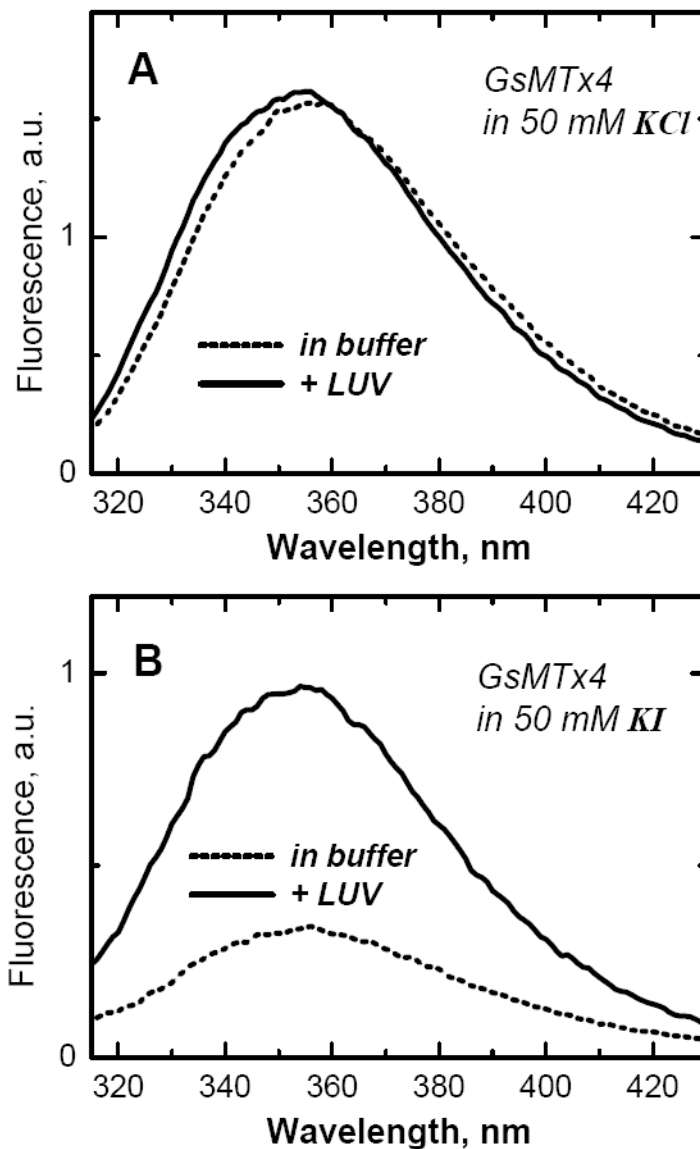 A
GsMTx4
in 50 mM KCl
Fluorescence, a.u.
1
0
in buffer
+ LUV
320 340 360 380 400 420
Wavelength, nm
B
GsMTx4
in 50 mM KI
Fluorescence, a.u.
1
0
in buffer
+ LUV
320 340 360 380 400 420
Wavelength, nm